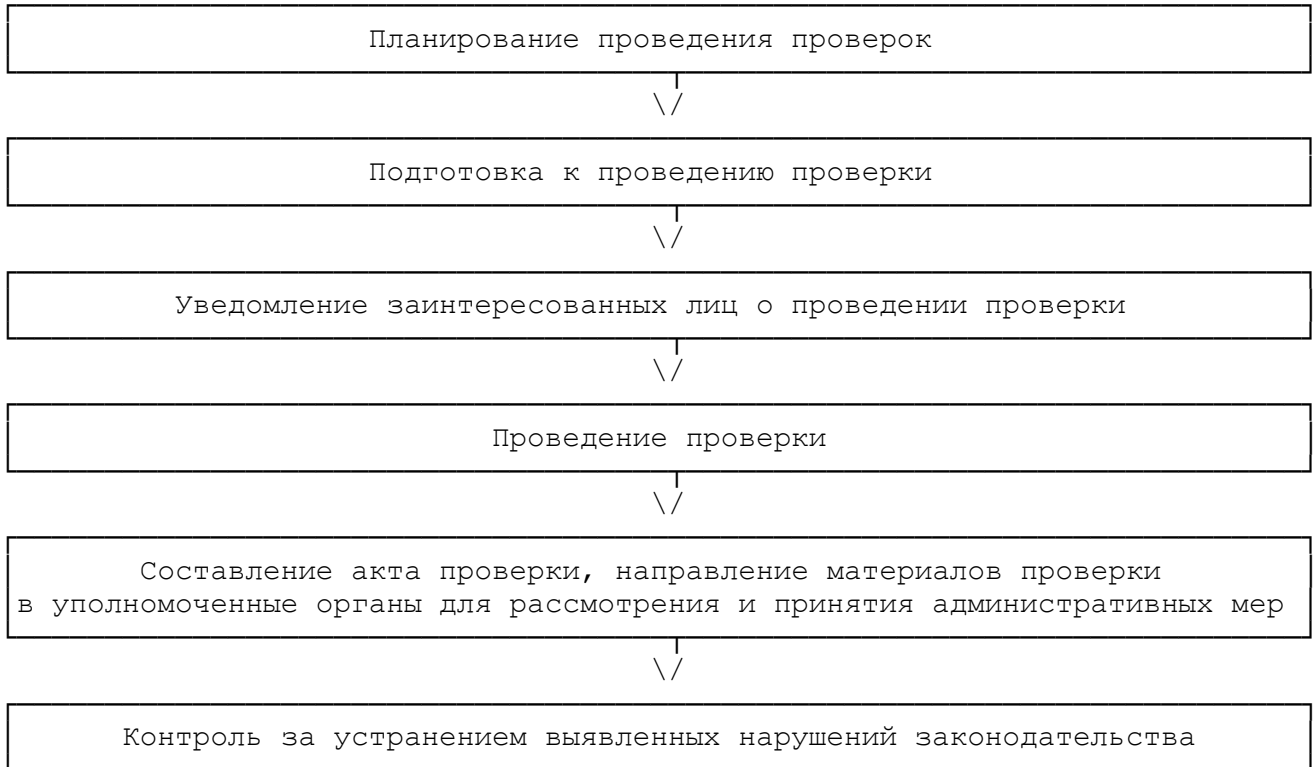 Планирование проведения проверок
\/
Подготовка к проведению проверки
\/
Уведомление заинтересованных лиц о проведении проверки
\/
Проведение проверки
\/
Составление акта проверки, направление материалов проверки
в уполномоченные органы для рассмотрения и принятия административных мер
\/
Контроль за устранением выявленных нарушений законодательства